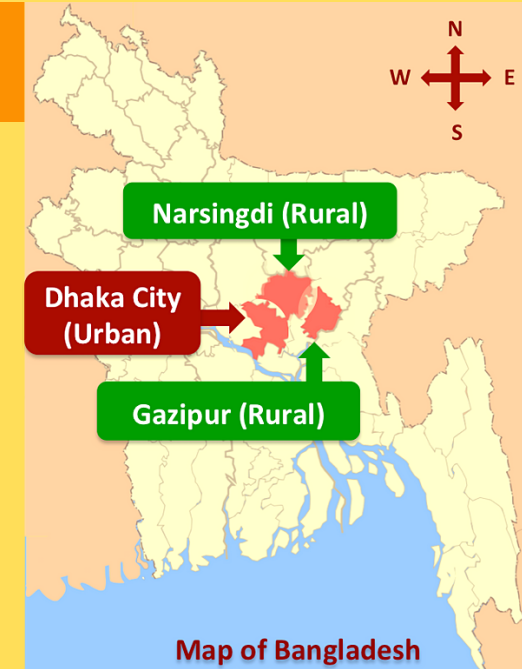 N
W E
S
Narsingdi (Rural)
Dhaka City
(Urban)
Gazipur (Rural)
Map of Bangladesh